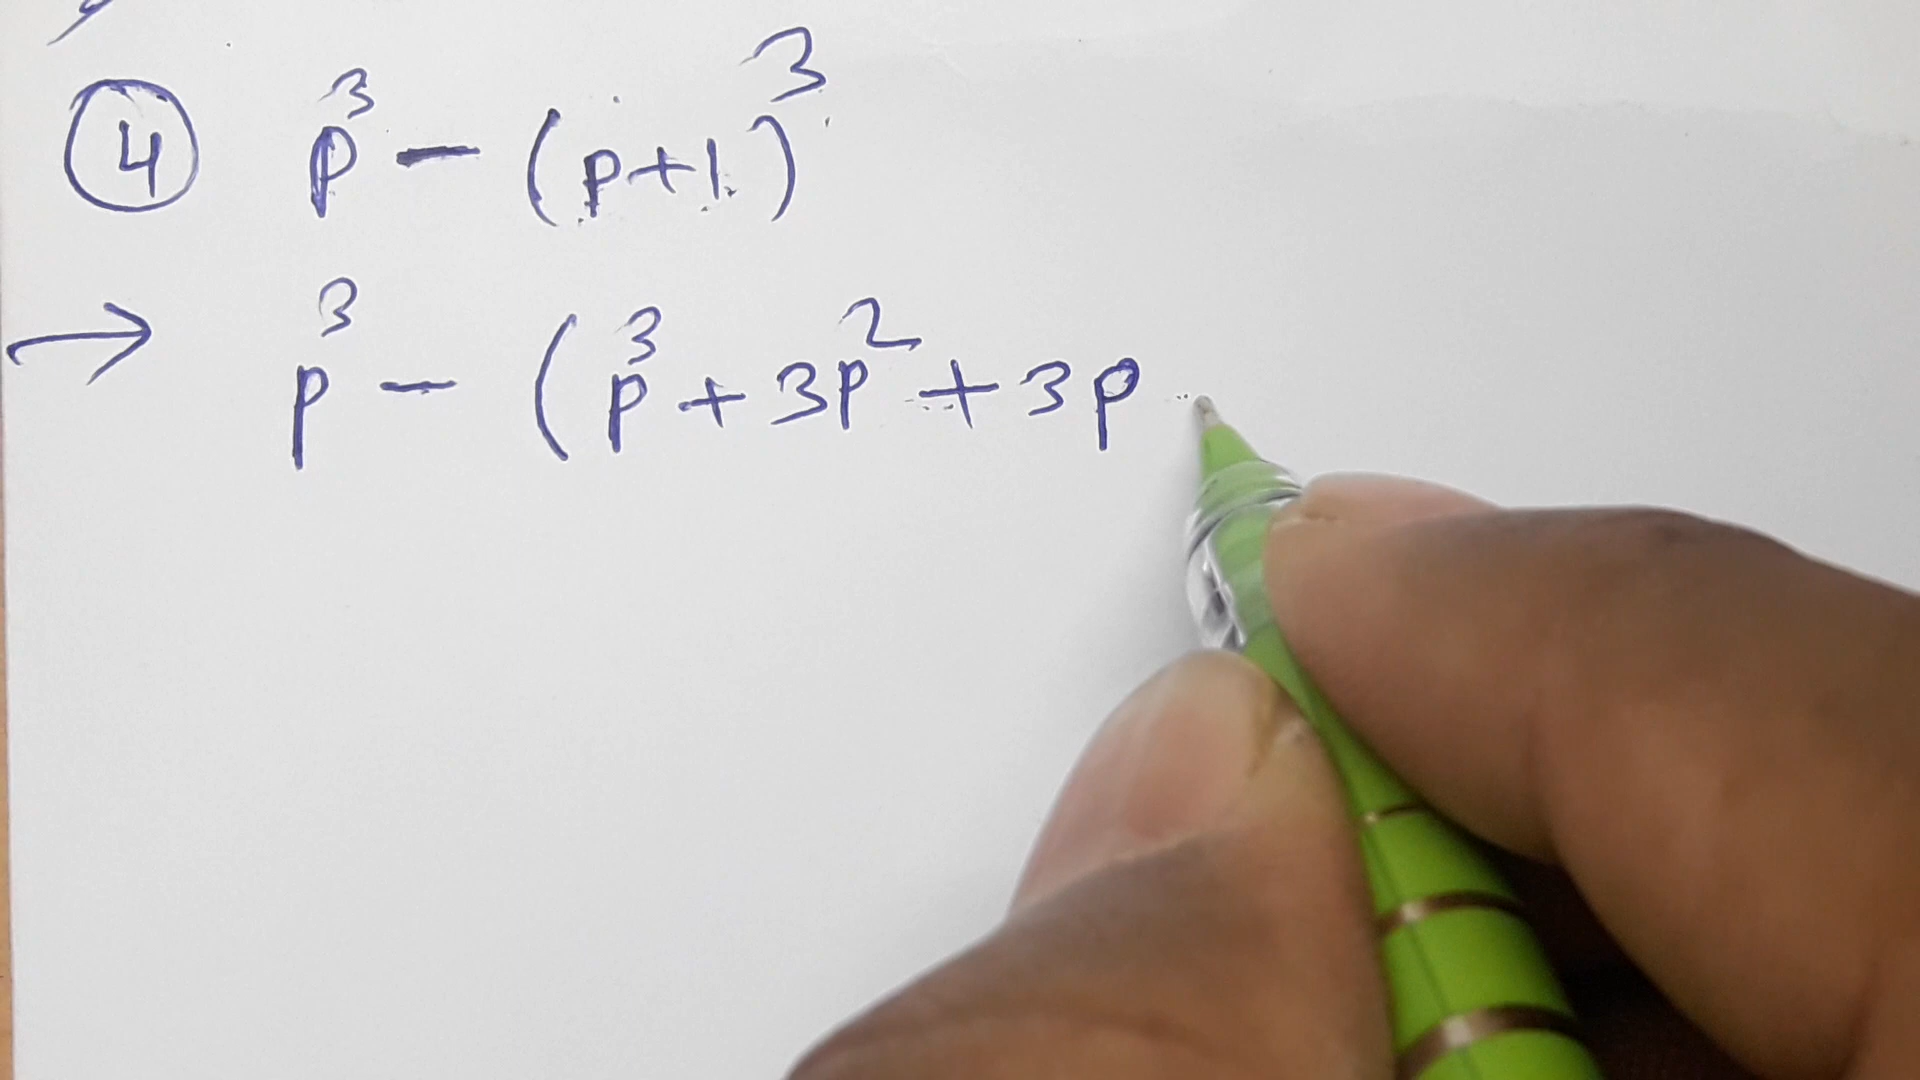 ④ p³ - (p+1)³
→ p³ - (p³ + 3p² + 3p